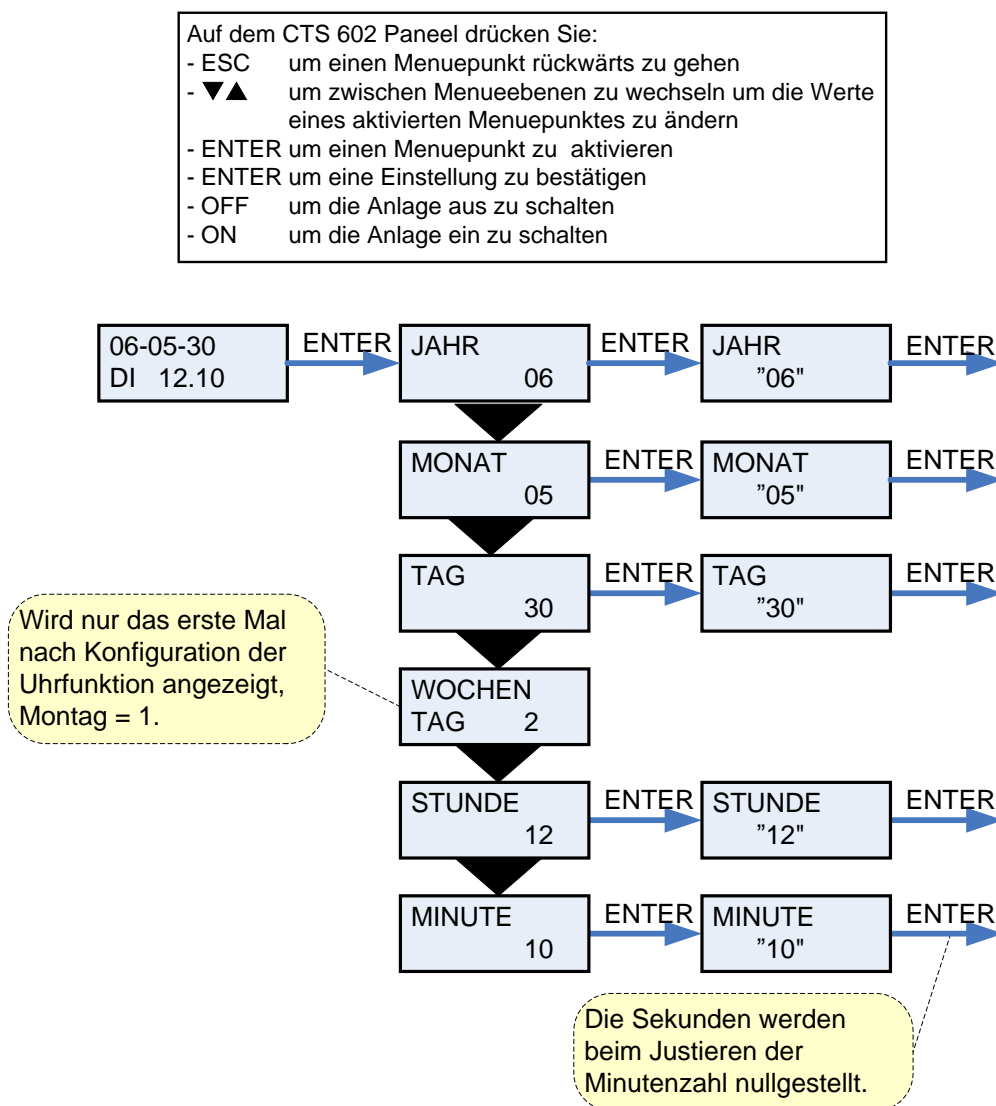 Auf dem CTS 602 Paneel drücken Sie:
- ESC um einen Menuepunkt rückwärts zu gehen
- ▼▲ um zwischen Menueebenen zu wechseln um die Werte
eines aktivierten Menuepunktes zu ändern
- ENTER um einen Menuepunkt zu aktivieren
- ENTER um eine Einstellung zu bestätigen
- OFF um die Anlage aus zu schalten
- ON um die Anlage ein zu schalten
06-05-30
DI 12.10
ENTER
JAHR
06
ENTER
JAHR
”06"
ENTER
MONAT
05
ENTER
MONAT
”05"
ENTER
TAG
30
ENTER
TAG
”30"
ENTER
Wird nur das erste Mal
nach Konfiguration der
Uhrfunktion angezeigt,
Montag = 1.
WOCHEN
TAG 2
STUNDE
12
ENTER
STUNDE
”12"
ENTER
MINUTE
10
ENTER
MINUTE
”10"
ENTER
Die Sekunden werden
beim Justieren der
Minutenzahl nullgestellt.